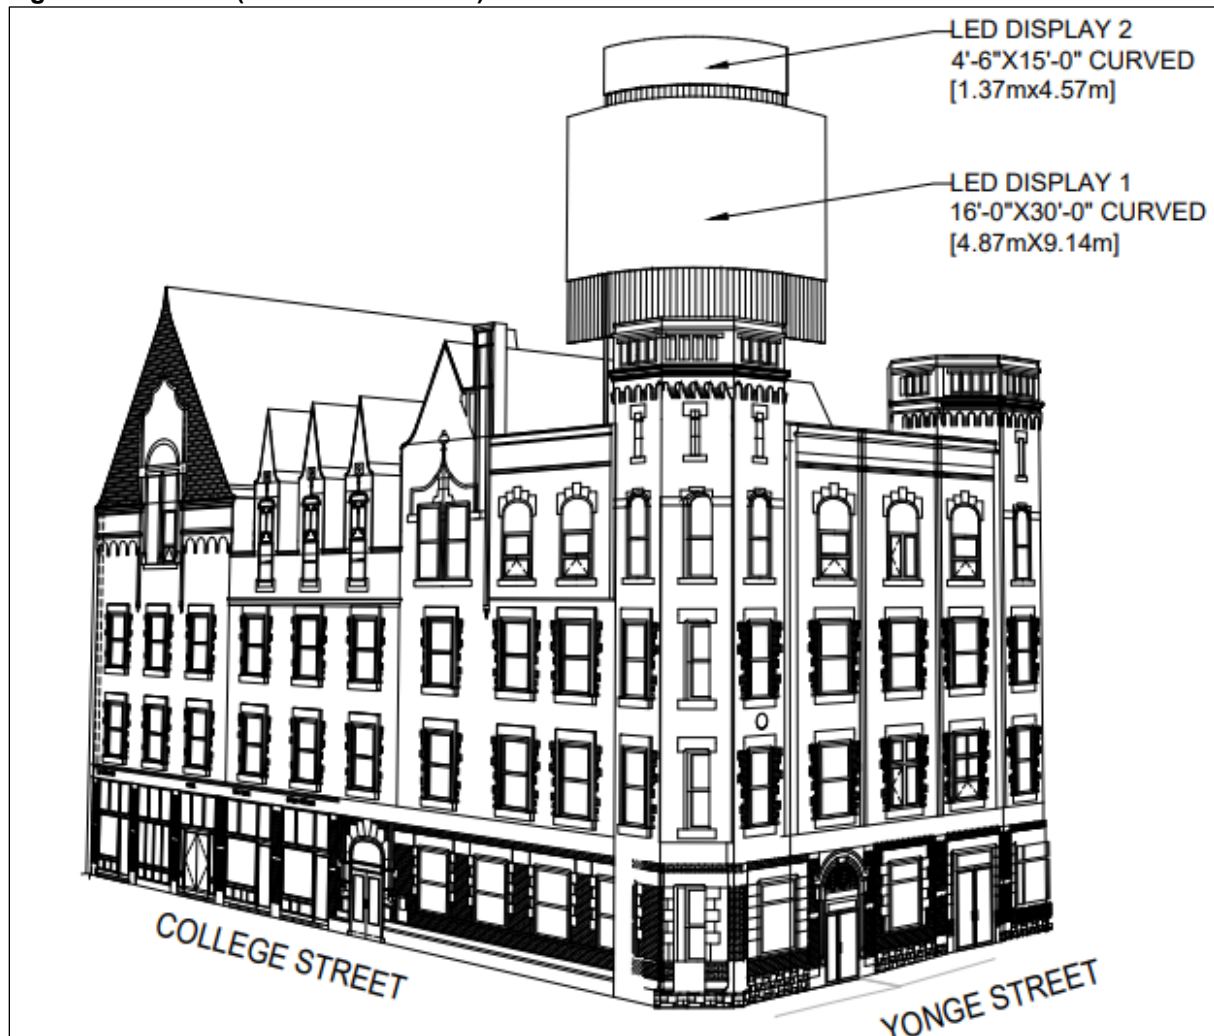 LED DISPLAY 2
4'-6"X15'-0" CURVED
[1.37mx4.57m]
LED DISPLAY 1
16'-0"X30'-0" CURVED
[4.87mX9.14m]
COLLEGE STREET
YONGE STREET